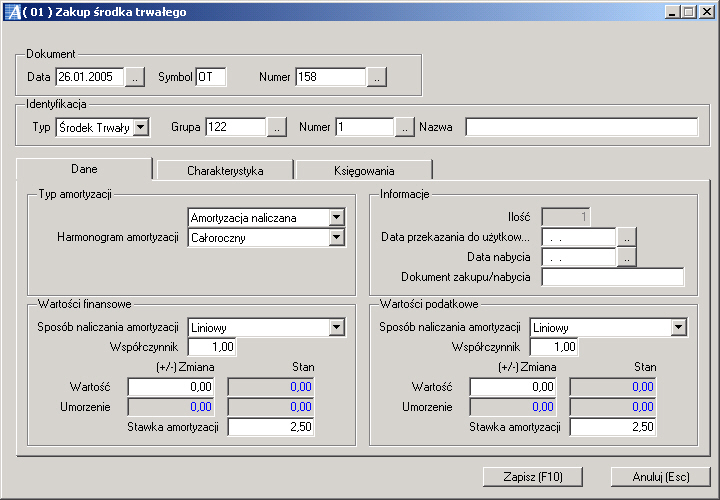 A ( 01 ) Zakup środka trwałego
Dokument
Data 26.01.2005 .. Symbol OT Numer 158 ..
Identyfikacja
Typ Środek Trwały Grupa 122 .. Numer 1 .. Nazwa
Dane Charakterystyka Księgowania
Typ amortyzacji
Amortyzacja naliczana
Harmonogram amortyzacji Całoroczny
Informacje
Ilość 1
Data przekazania do użytkow... . . ..
Data nabycia . . ..
Dokument zakupu/nabycia
Wartości finansowe
Sposób naliczania amortyzacji Liniowy
Współczynnik 1,00
(+/-) Zmiana Stan
Wartość 0,00 0,00
Umorzenie 0,00 0,00
Stawka amortyzacji 2,50
Wartości podatkowe
Sposób naliczania amortyzacji Liniowy
Współczynnik 1,00
(+/-) Zmiana Stan
Wartość 0,00 0,00
Umorzenie 0,00 0,00
Stawka amortyzacji 2,50
Zapisz (F10) Anuluj (Esc)